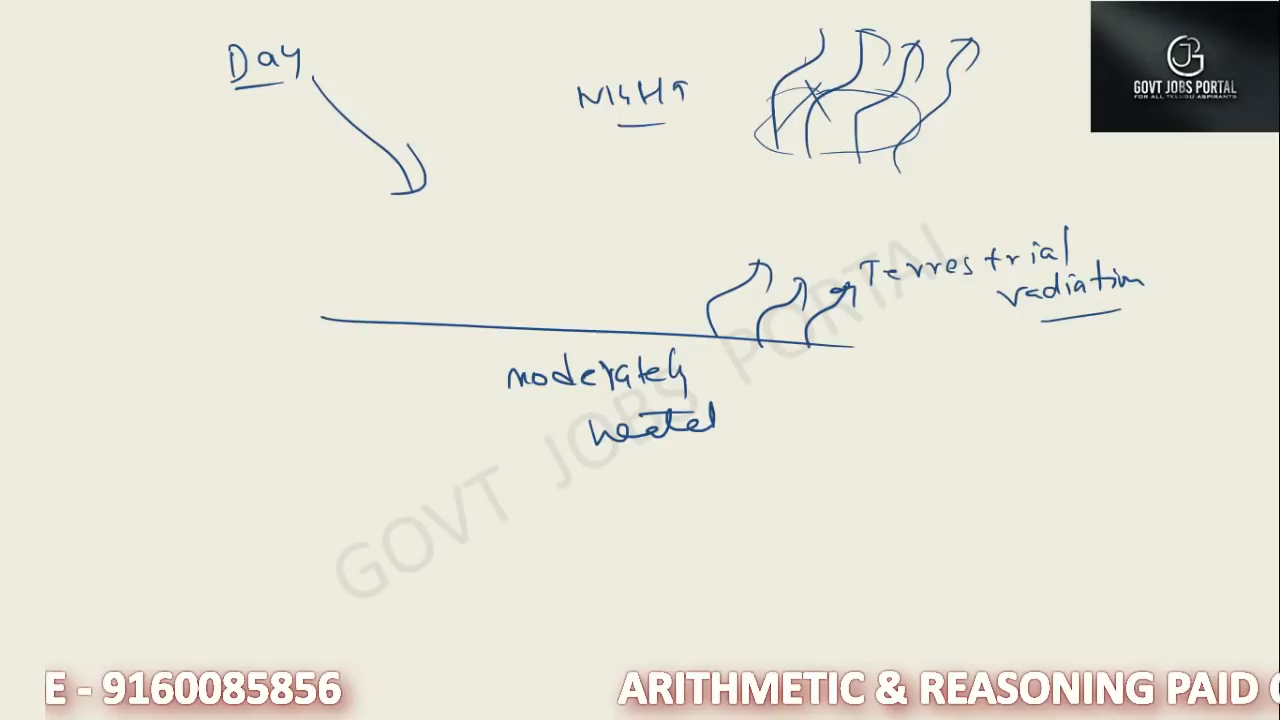 Day
NIGHT
GOVT JOBS PORTAL
FOR ALL TELUGU ASPIRANTS
Terrestrial
radiation
moderately
heated
GOVT JOBS PORTAL
E - 9160085856
ARITHMETIC & REASONING PAID C